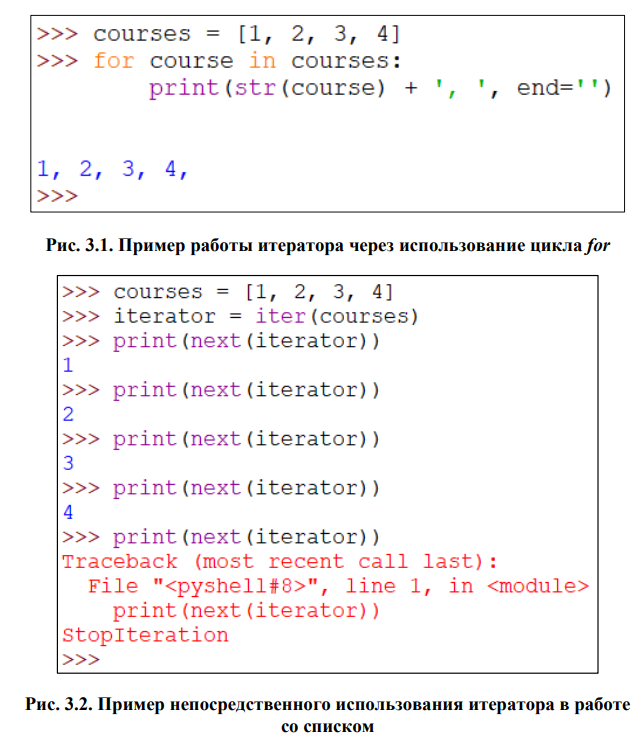 >>> courses = [1, 2, 3, 4]
>>> for course in courses:
        print(str(course) + ', ', end='')
1, 2, 3, 4,
>>>
Рис. 3.1. Пример работы итератора через использование цикла for
>>> courses = [1, 2, 3, 4]
>>> iterator = iter(courses)
>>> print(next(iterator))
1
>>> print(next(iterator))
2
>>> print(next(iterator))
3
>>> print(next(iterator))
4
>>> print(next(iterator))
Traceback (most recent call last):
  File "<pyshell#8>", line 1, in <module>
    print(next(iterator))
StopIteration
>>>
Рис. 3.2. Пример непосредственного использования итератора в работе
со списком